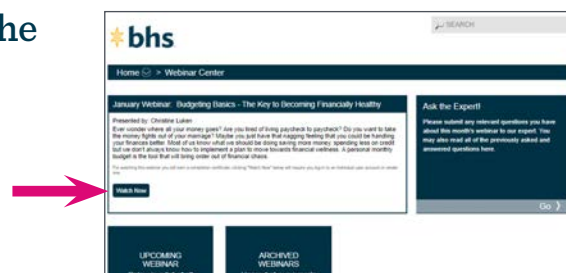 he
bhs
SEARCH
Home > Webinar Center
January Webinar: Budgeting Basics - The Key to Becoming Financially Healthy
Presented by: Christine Luken
Ever wonder where all your money goes? Are you tired of living paycheck to paycheck? Do you want to take
the money fights out of your marriage? Maybe you just have that nagging feeling that you could be handling
your finances better. Most of us know what we should be doing saving more money, spending less on credit
but we don't always know how to implement a plan to move towards financial wellness. A personal monthly
budget is the tool that will bring order out of financial chaos.
Watch Now
Ask the Expert!
Please submit any relevant questions you have
about this month's webinar to our expert. You
may also read all of the previously asked and
answered questions here.
Go
UPCOMING
WEBINAR
ARCHIVED
WEBINARS